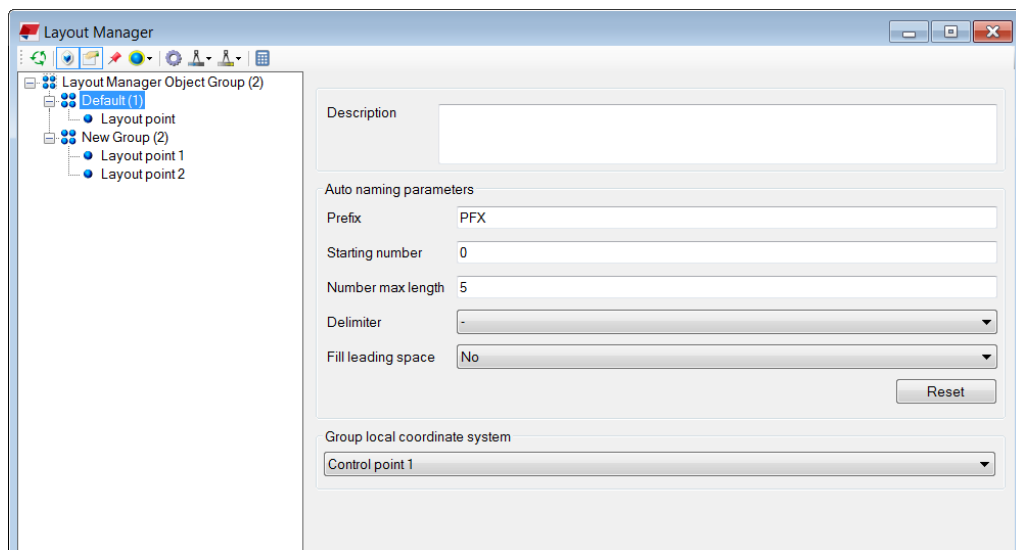 Layout Manager
Layout Manager Object Group (2)
Default (1)
Layout point
New Group (2)
Layout point 1
Layout point 2
Description
Auto naming parameters
Prefix PFX
Starting number 0
Number max length 5
Delimiter -
Fill leading space No
Reset
Group local coordinate system
Control point 1